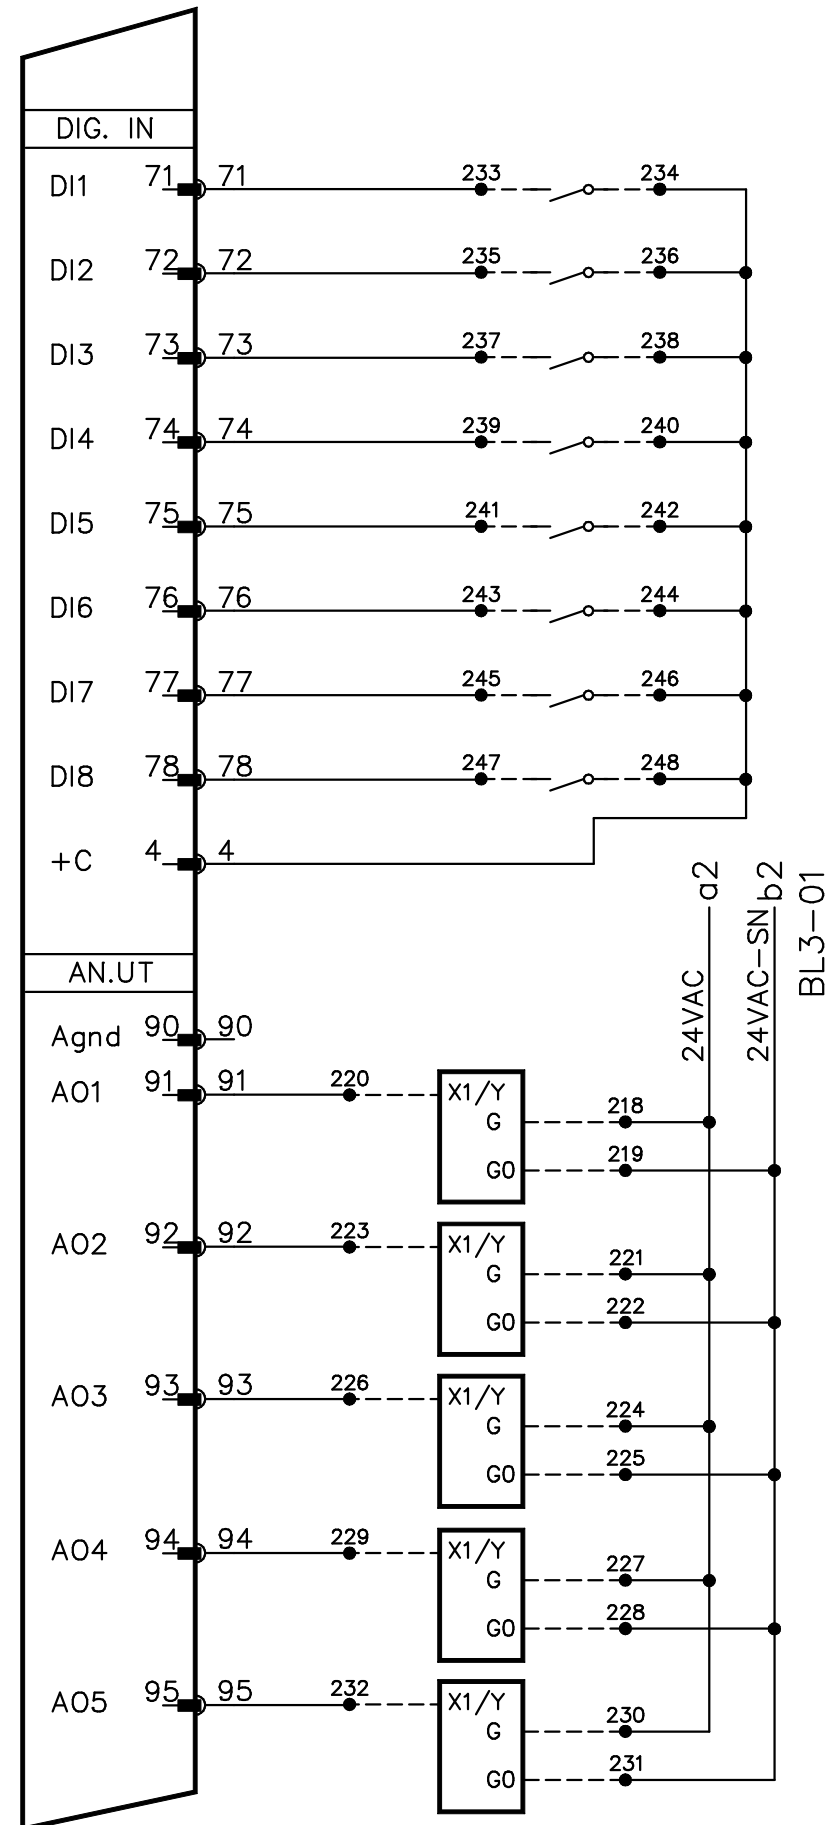 DIG. IN
DI1 71 71 233 234
DI2 72 72 235 236
DI3 73 73 237 238
DI4 74 74 239 240
DI5 75 75 241 242
DI6 76 76 243 244
DI7 77 77 245 246
DI8 78 78 247 248
+C 4 4
a2
b2
24VAC
24VAC-SN
BL3-01
AN.UT
Agnd 90 90
AO1 91 91 220 X1/Y
G 218
G0 219
AO2 92 92 223 X1/Y
G 221
G0 222
AO3 93 93 226 X1/Y
G 224
G0 225
AO4 94 94 229 X1/Y
G 227
G0 228
AO5 95 95 232 X1/Y
G 230
G0 231